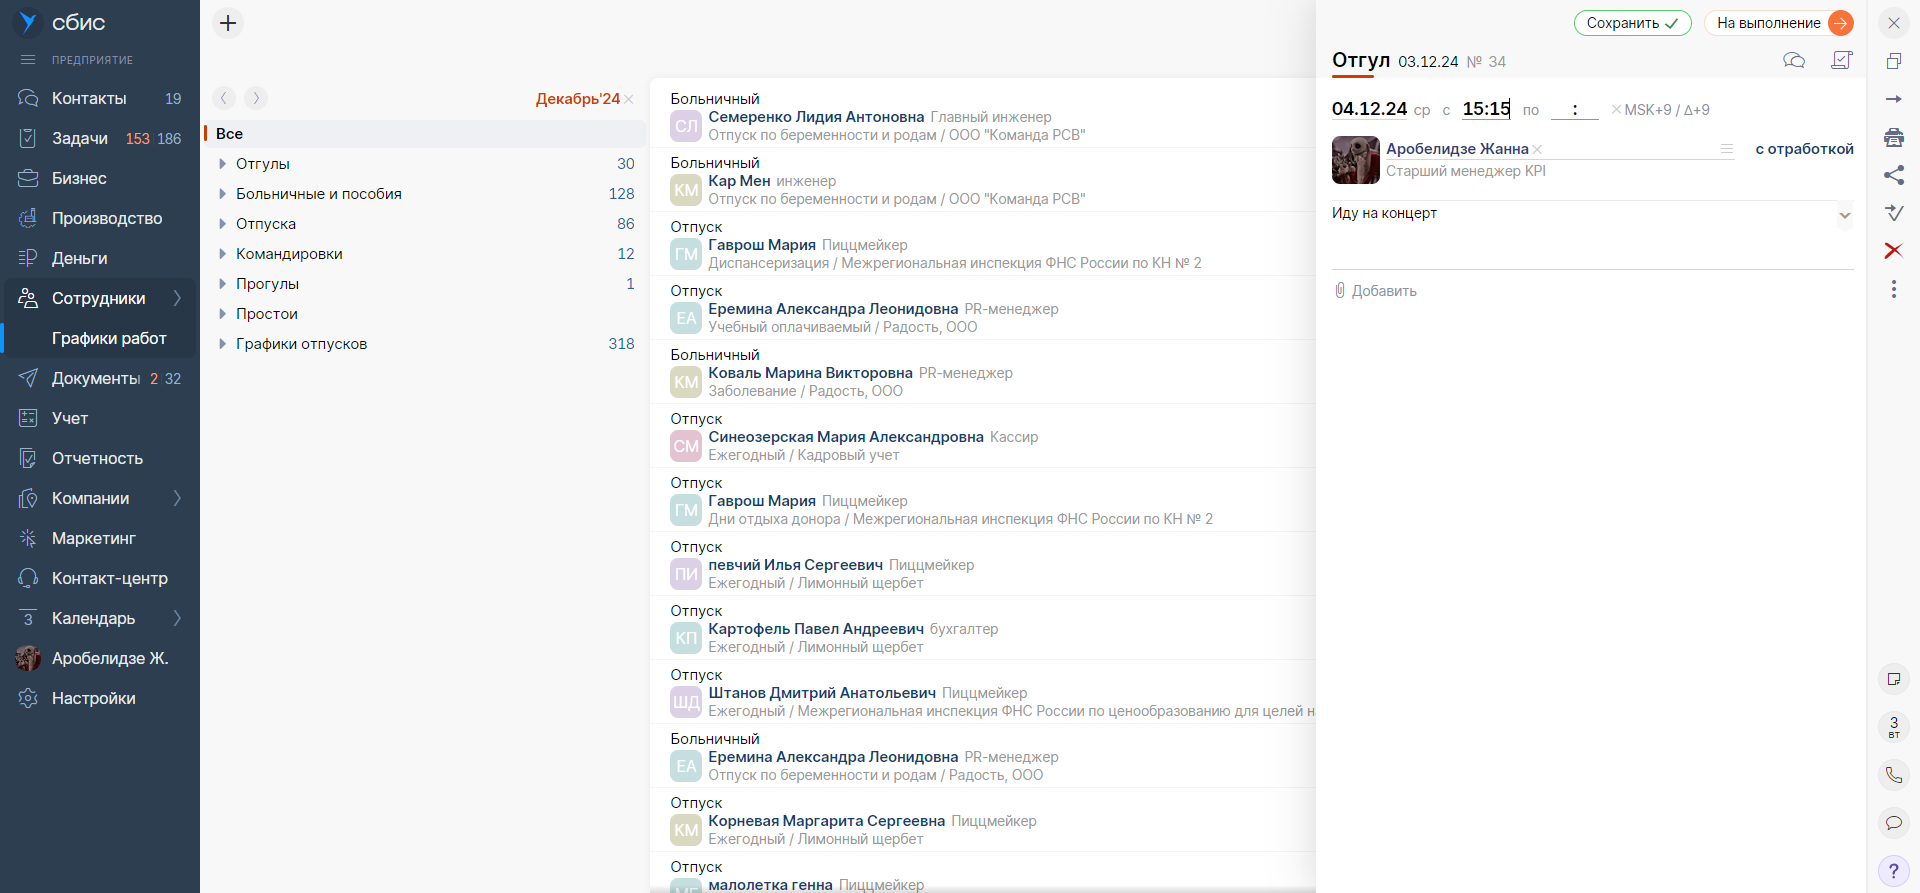 сбис
ПРЕДПРИЯТИЕ
Контакты 19
Задачи 153 186
Бизнес
Производство
Деньги
Сотрудники
Графики работ
Документы 2 32
Учет
Отчетность
Компании
Маркетинг
Контакт-центр
3 Календарь
Аробелидзе Ж.
Настройки
Декабрь'24
Все
Отгулы 30
Больничные и пособия 128
Отпуска 86
Командировки 12
Прогулы 1
Простои
Графики отпусков 318
Больничный
СЛ Семеренко Лидия Антоновна Главный инженер
Отпуск по беременности и родам / ООО "Команда РСВ"
Больничный
КМ Кар Мен инженер
Отпуск по беременности и родам / ООО "Команда РСВ"
Отпуск
ГМ Гаврош Мария Пиццмейкер
Диспансеризация / Межрегиональная инспекция ФНС России по КН № 2
Отпуск
ЕА Еремина Александра Леонидовна PR-менеджер
Учебный оплачиваемый / Радость, ООО
Больничный
КМ Коваль Марина Викторовна PR-менеджер
Заболевание / Радость, ООО
Отпуск
СМ Синеозерская Мария Александровна Кассир
Ежегодный / Кадровый учет
Отпуск
ГМ Гаврош Мария Пиццмейкер
Дни отдыха донора / Межрегиональная инспекция ФНС России по КН № 2
Отпуск
ПИ певчий Илья Сергеевич Пиццмейкер
Ежегодный / Лимонный щербет
Отпуск
КП Картофель Павел Андреевич бухгалтер
Ежегодный / Лимонный щербет
Отпуск
ШД Штанов Дмитрий Анатольевич Пиццмейкер
Ежегодный / Межрегиональная инспекция ФНС России по ценообразованию для целей н
Больничный
ЕА Еремина Александра Леонидовна PR-менеджер
Отпуск по беременности и родам / Радость, ООО
Отпуск
КМ Корневая Маргарита Сергеевна Пиццмейкер
Ежегодный / Лимонный щербет
Отпуск
МГ малолетка генна Пиццмейкер
Сохранить На выполнение
Отгул 03.12.24 № 34
04.12.24 ср с 15:15 по : MSK+9 / Δ+9
Аробелидзе Жанна с отработкой
Старший менеджер KPI
Иду на концерт
Добавить
3
вт
?